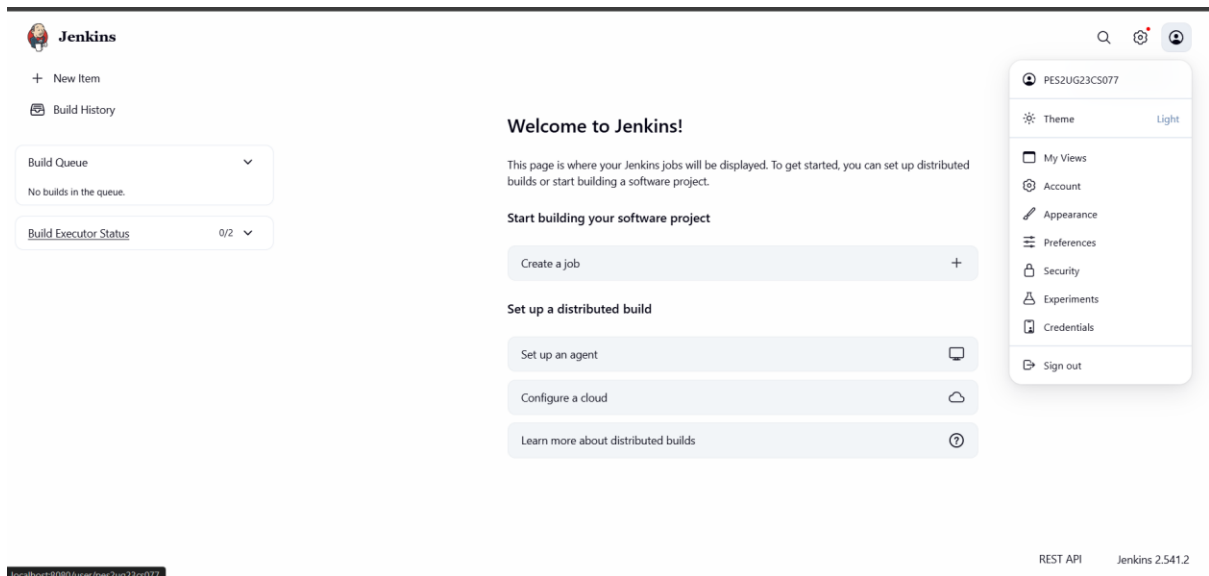 Jenkins
New Item
Build History
Build Queue
No builds in the queue.
Build Executor Status 0/2
Welcome to Jenkins!
This page is where your Jenkins jobs will be displayed. To get started, you can set up distributed
builds or start building a software project.
Start building your software project
Create a job
Set up a distributed build
Set up an agent
Configure a cloud
Learn more about distributed builds
PES2UG23CS077
Theme Light
My Views
Account
Appearance
Preferences
Security
Experiments
Credentials
Sign out
REST API Jenkins 2.541.2
localhost:8080/user/pes2ug23cs077